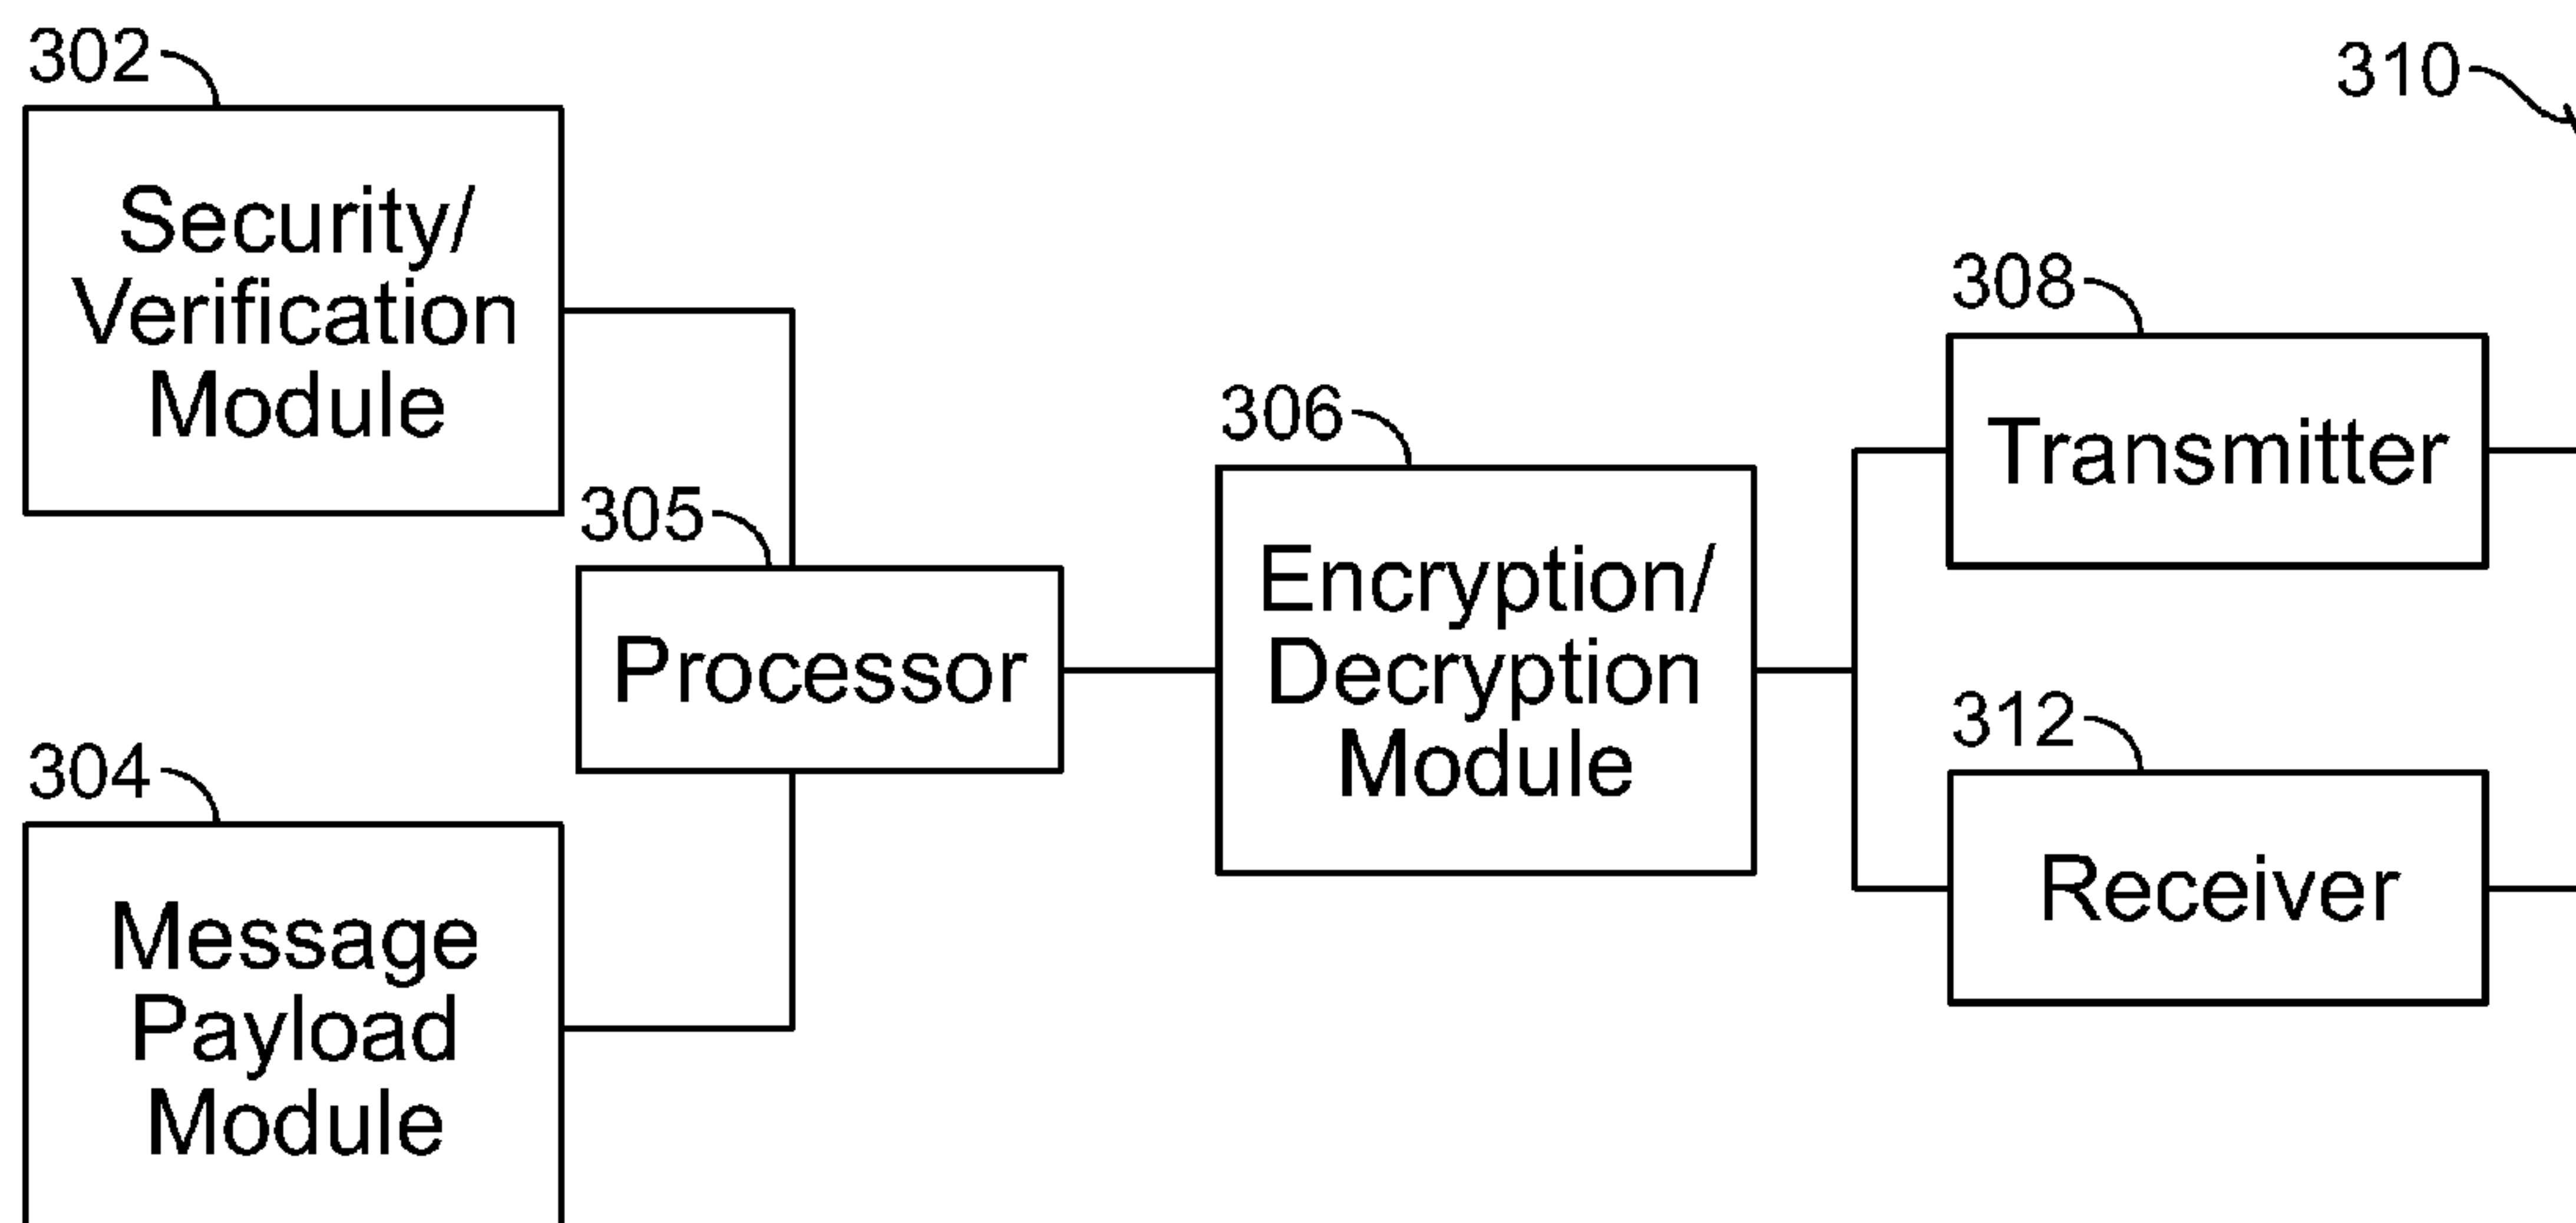 302
Security/
Verification
Module
304
Message
Payload
Module
305
Processor
306
Encryption/
Decryption
Module
308
Transmitter
312
Receiver
310